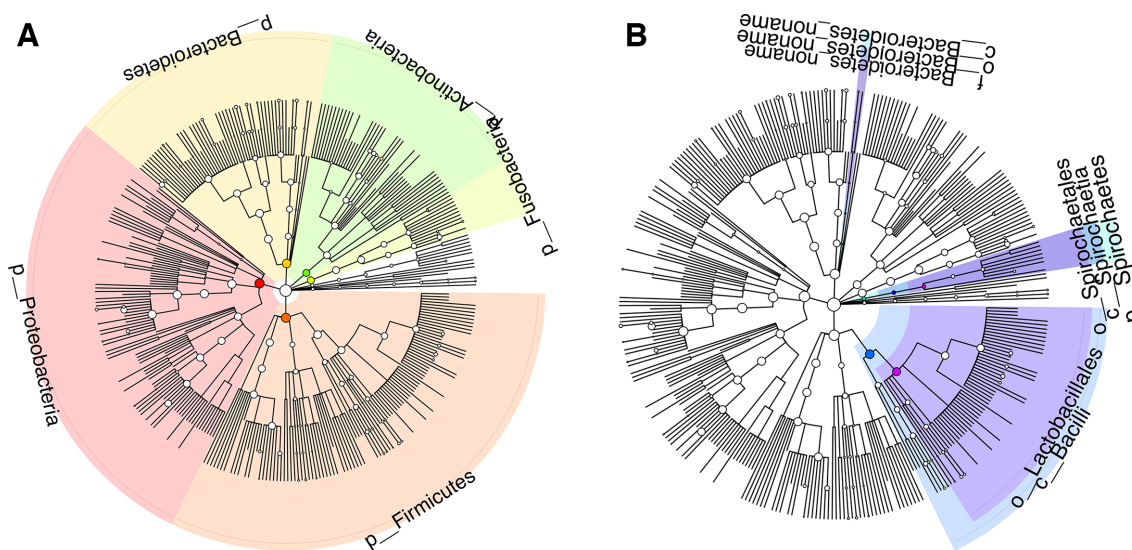 A
p__Bacteroidetes
p__Actinobacteria
p__Fusobacteria
p__Proteobacteria
p__Firmicutes
B
c__Bacteroidetes_noname
o__Bacteroidetes_noname
f__Bacteroidetes_noname
o__Spirochaetales
c__Spirochaetia
p__Spirochaetes
o__Lactobacillales
c__Bacilli